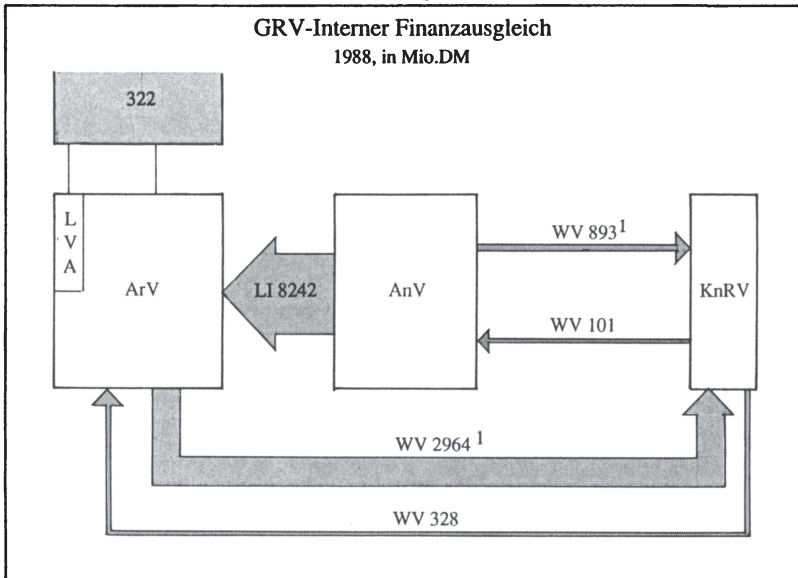 GRV-Interner Finanzausgleich
1988, in Mio.DM
322
L
V
A
ArV
LI 8242
AnV
WV 893¹
KnRV
WV 101
WV 2964 ¹
WV 328